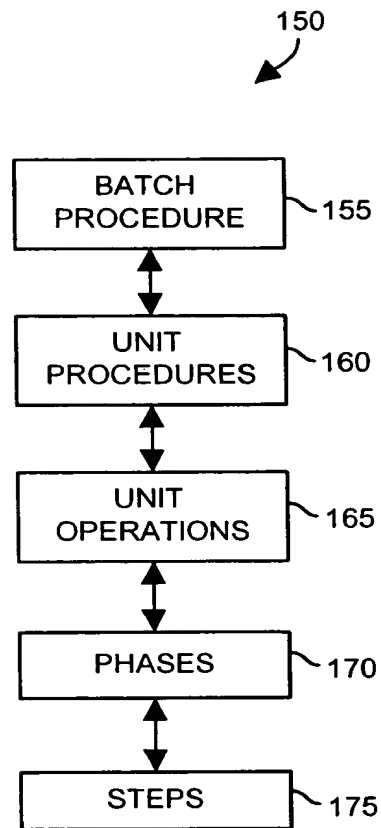 150
BATCH
PROCEDURE
155
UNIT
PROCEDURES
160
UNIT
OPERATIONS
165
PHASES
170
STEPS
175